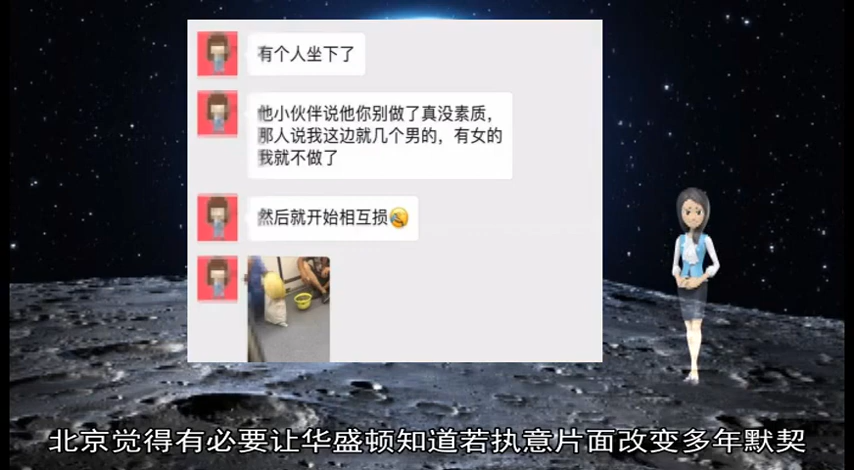 有个人坐下了
他小伙伴说他你别做了真没素质，
那人说我这边就几个男的，有女的
我就不做了
然后就开始相互损
北京觉得有必要让华盛顿知道若执意片面改变多年默契